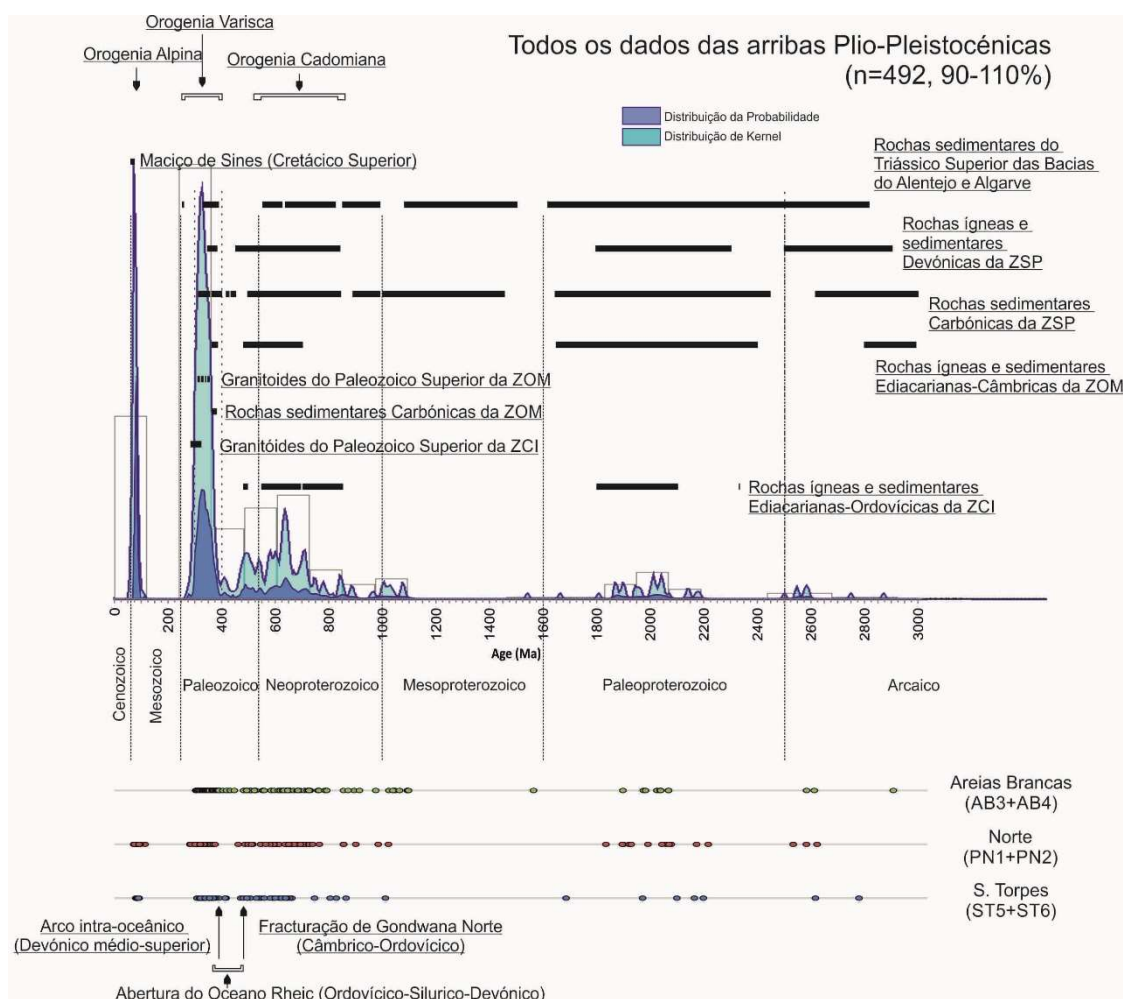 Orogenia Varisca
Orogenia Alpina
Orogenia Cadomiana
Todos os dados das arribas Plio-Pleistocénicas
(n=492, 90-110%)
Distribuição da Probabilidade
Distribuição de Kernel
Maciço de Sines (Cretácico Superior)
Rochas sedimentares do
Triássico Superior das Bacias
do Alentejo e Algarve
Rochas ígneas e
sedimentares
Devónicas da ZSP
Rochas sedimentares
Carbónicas da ZSP
Rochas ígneas e sedimentares
Ediacarianas-Câmbricas da ZOM
Granitoides do Paleozoico Superior da ZOM
Rochas sedimentares Carbónicas da ZOM
Granitóides do Paleozoico Superior da ZCI
Rochas ígneas e sedimentares
Ediacarianas-Ordovícicas da ZCI
0 200 400 600 800 1000 1200 1400 1600 1800 2000 2200 2400 2600 2800 3000
Age (Ma)
Cenozoico
Mesozoico
Paleozoico
Neoproterozoico
Mesoproterozoico
Paleoproterozoico
Arcaico
Areias Brancas
(AB3+AB4)
Norte
(PN1+PN2)
S. Torpes
(ST5+ST6)
Arco intra-oceânico
(Devónico médio-superior)
Fracturação de Gondwana Norte
(Câmbrico-Ordovícico)
Abertura do Oceano Rheic (Ordovícico-Silurico-Devónico)